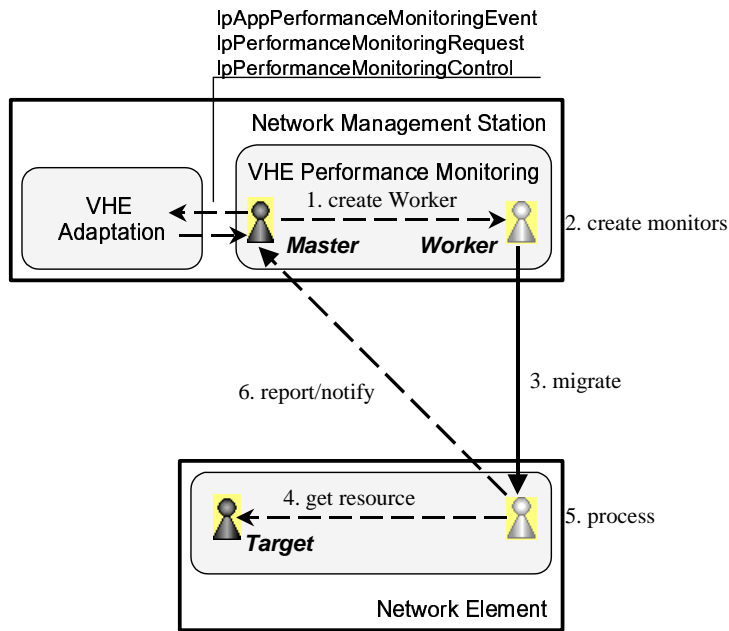 IpAppPerformanceMonitoringEvent
IpPerformanceMonitoringRequest
IpPerformanceMonitoringControl
Network Management Station
VHE Performance Monitoring
VHE
Adaptation
1. create Worker
Master
Worker
2. create monitors
3. migrate
6. report/notify
4. get resource
5. process
Target
Network Element